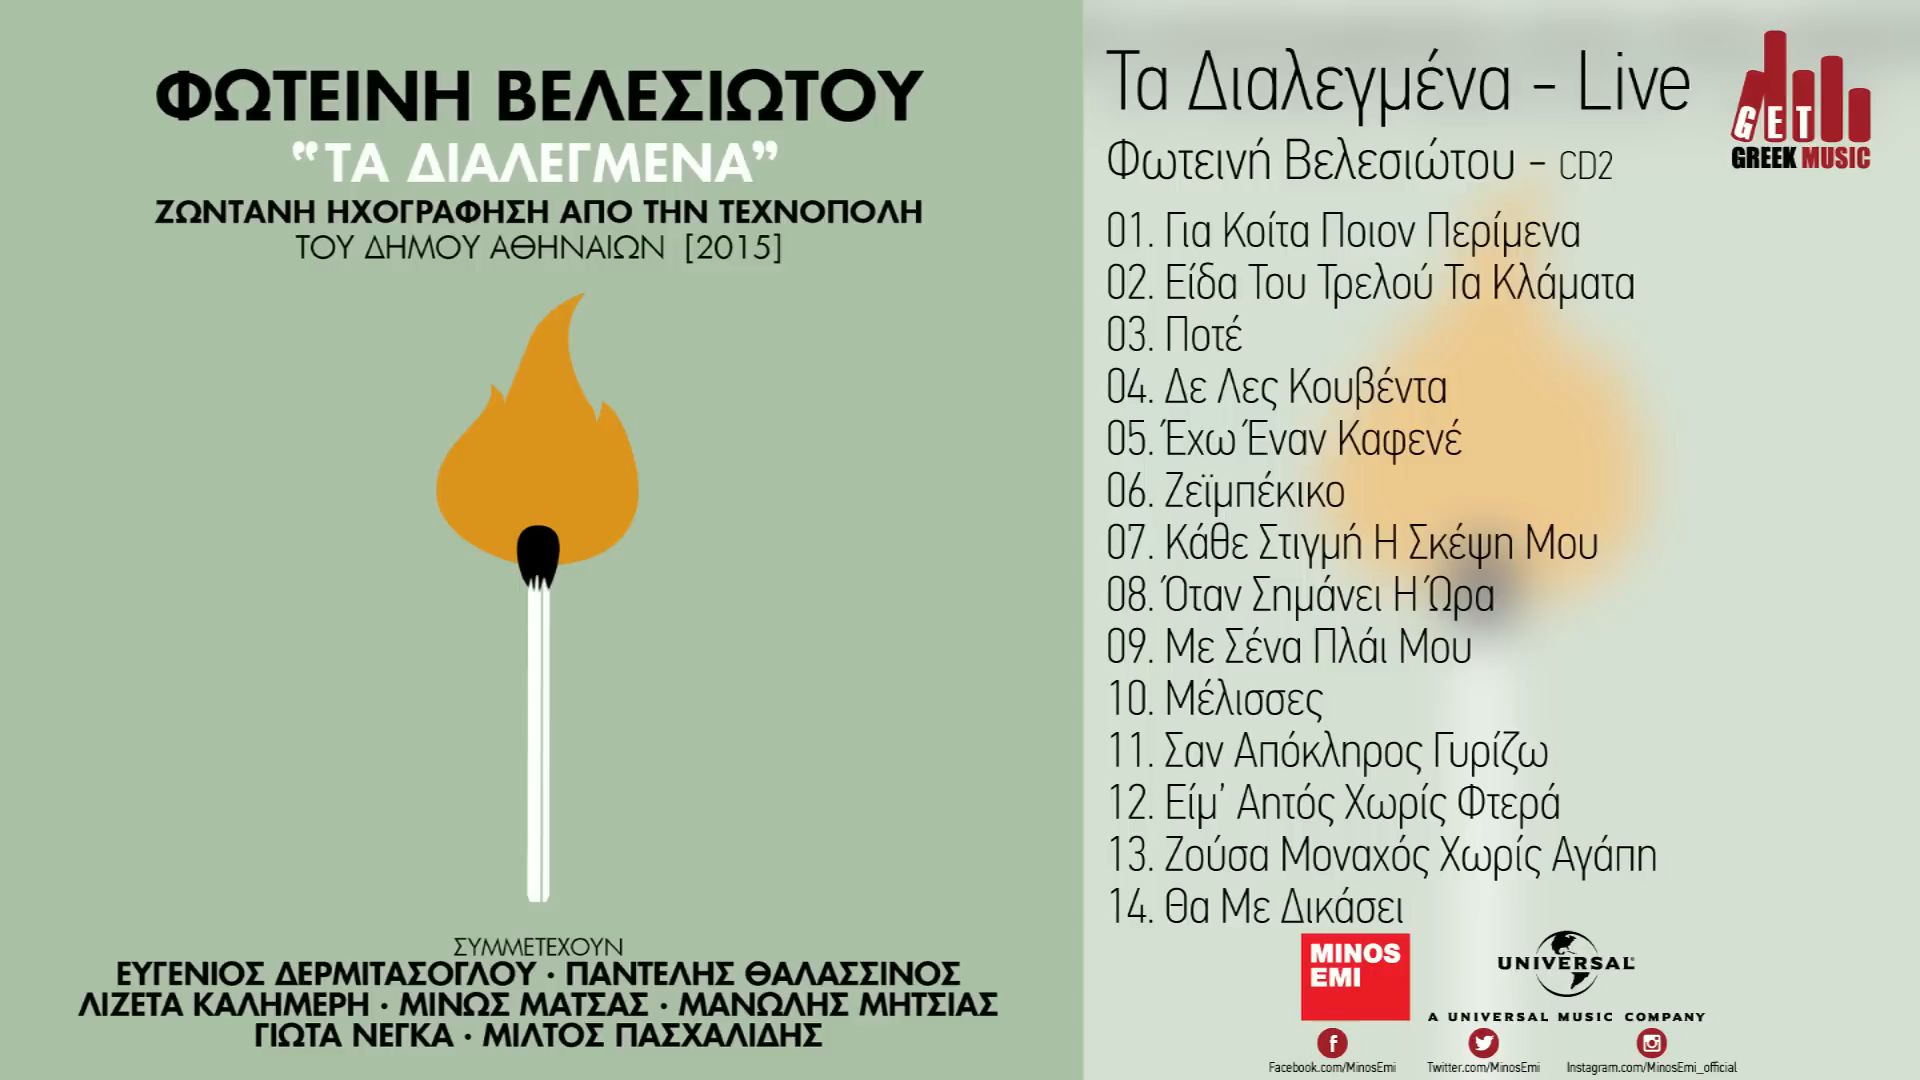 ΦΩΤΕΙΝΗ ΒΕΛΕΣΙΩΤΟΥ
“ΤΑ ΔΙΑΛΕΓΜΕΝΑ”
ΖΩΝΤΑΝΗ ΗΧΟΓΡΑΦΗΣΗ ΑΠΟ ΤΗΝ ΤΕΧΝΟΠΟΛΗ
ΤΟΥ ΔΗΜΟΥ ΑΘΗΝΑΙΩΝ [2015]
ΣΥΜΜΕΤΕΧΟΥΝ
ΕΥΓΕΝΙΟΣ ΔΕΡΜΙΤΑΣΟΓΛΟΥ · ΠΑΝΤΕΛΗΣ ΘΑΛΑΣΣΙΝΟΣ
ΛΙΖΕΤΑ ΚΑΛΗΜΕΡΗ · ΜΙΝΩΣ ΜΑΤΣΑΣ · ΜΑΝΩΛΗΣ ΜΗΤΣΙΑΣ
ΓΙΩΤΑ ΝΕΓΚΑ · ΜΙΛΤΟΣ ΠΑΣΧΑΛΙΔΗΣ
Τα Διαλεγμένα - Live
Φωτεινή Βελεσιώτου - CD2
GET
GREEK MUSIC
01. Για Κοίτα Ποιον Περίμενα
02. Είδα Του Τρελού Τα Κλάματα
03. Ποτέ
04. Δε Λες Κουβέντα
05. Έχω Έναν Καφενέ
06. Ζεϊμπέκικο
07. Κάθε Στιγμή Η Σκέψη Μου
08. Όταν Σημάνει Η Ώρα
09. Με Σένα Πλάι Μου
10. Μέλισσες
11. Σαν Απόκληρος Γυρίζω
12. Είμ’ Αητός Χωρίς Φτερά
13. Ζούσα Μοναχός Χωρίς Αγάπη
14. Θα Με Δικάσει
MINOS
EMI
UNIVERSAL
A UNIVERSAL MUSIC COMPANY
Facebook.com/MinosEmi
Twitter.com/MinosEmi
Instagram.com/MinosEmi_official